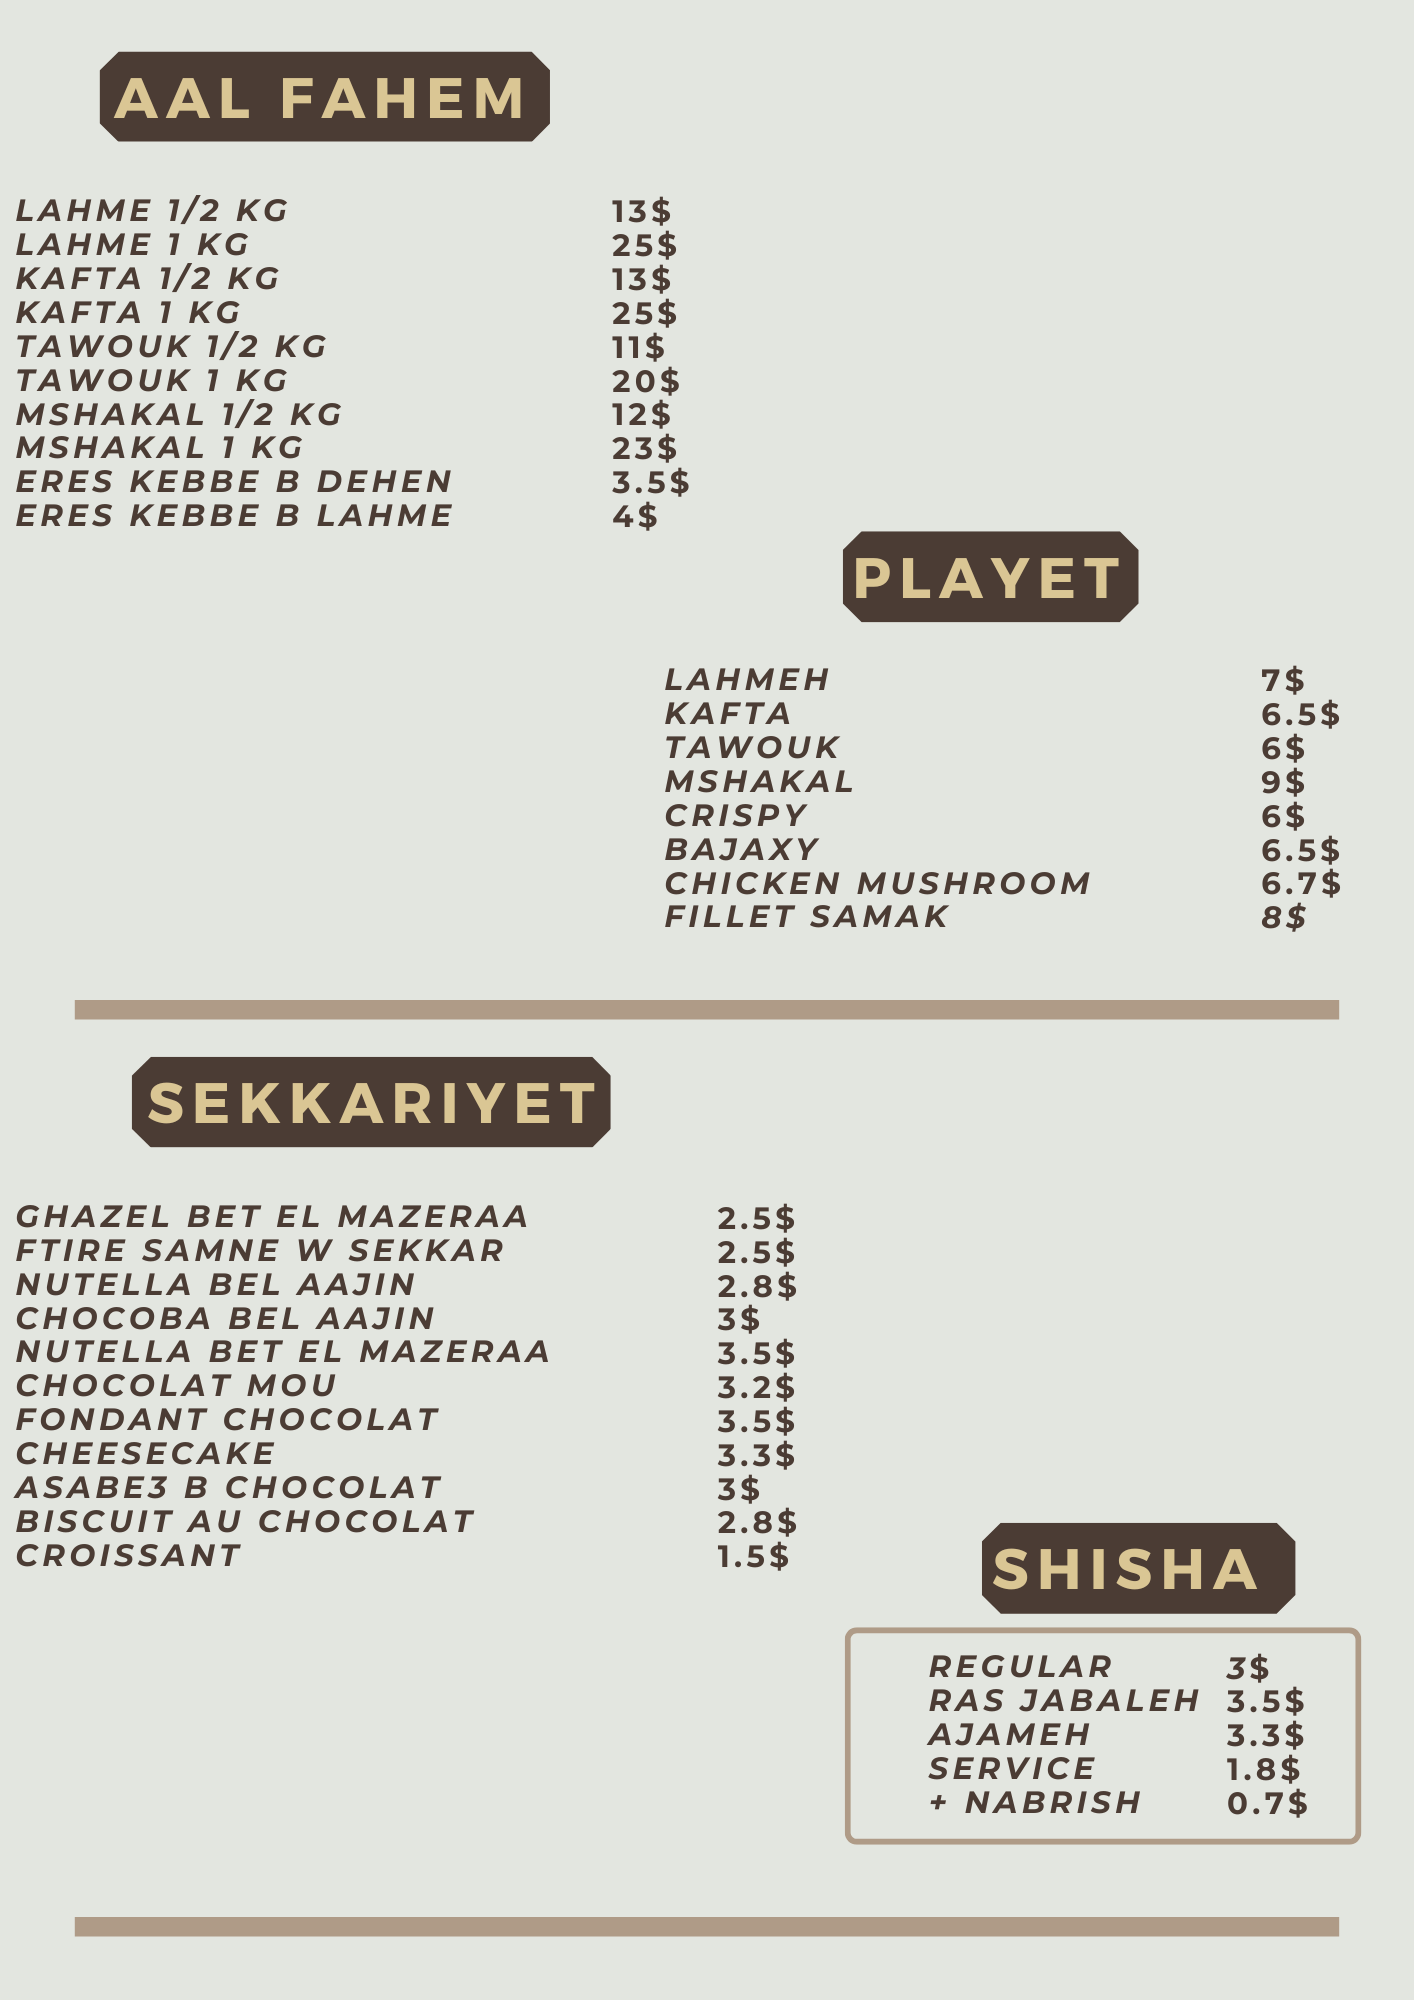 AAL FAHEM
LAHME 1/2 KG 13$
LAHME 1 KG 25$
KAFTA 1/2 KG 13$
KAFTA 1 KG 25$
TAWOUK 1/2 KG 11$
TAWOUK 1 KG 20$
MSHAKAL 1/2 KG 12$
MSHAKAL 1 KG 23$
ERES KEBBE B DEHEN 3.5$
ERES KEBBE B LAHME 4$
PLAYET
LAHMEH 7$
KAFTA 6.5$
TAWOUK 6$
MSHAKAL 9$
CRISPY 6$
BAJAXY 6.5$
CHICKEN MUSHROOM 6.7$
FILLET SAMAK 8$
SEKKARIYET
GHAZEL BET EL MAZERAA 2.5$
FTIRE SAMNE W SEKKAR 2.5$
NUTELLA BEL AAJIN 2.8$
CHOCOBA BEL AAJIN 3$
NUTELLA BET EL MAZERAA 3.5$
CHOCOLAT MOU 3.2$
FONDANT CHOCOLAT 3.5$
CHEESECAKE 3.3$
ASABE3 B CHOCOLAT 3$
BISCUIT AU CHOCOLAT 2.8$
CROISSANT 1.5$
SHISHA
REGULAR 3$
RAS JABALEH 3.5$
AJAMEH 3.3$
SERVICE 1.8$
+ NABRISH 0.7$